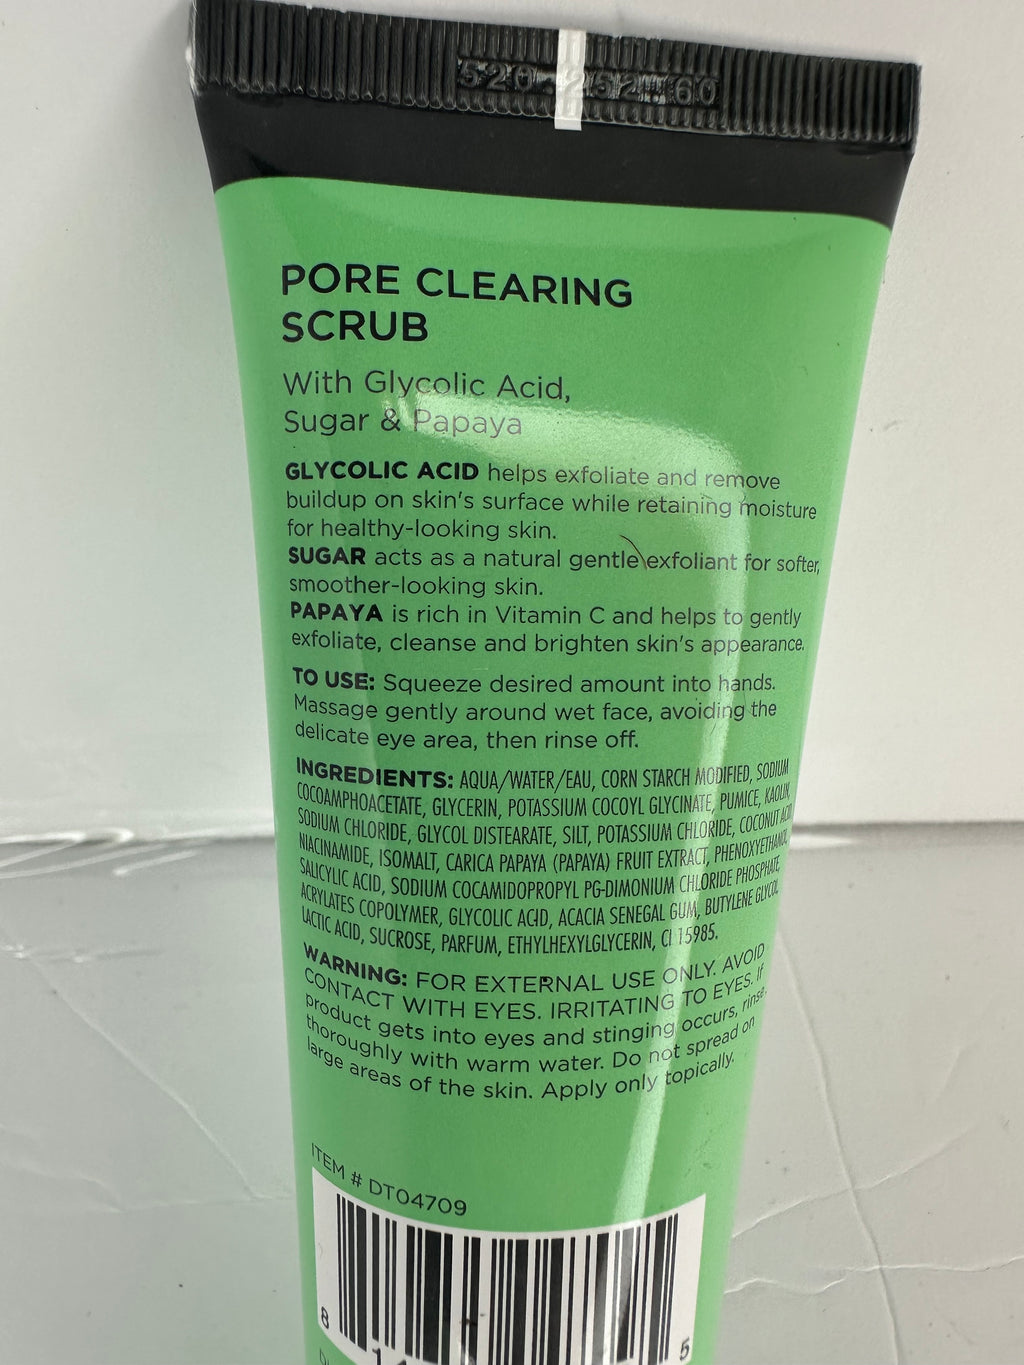 PORE CLEARING
SCRUB
With Glycolic Acid,
Sugar & Papaya
GLYCOLIC ACID helps exfoliate and remove
buildup on skin's surface while retaining moisture
for healthy-looking skin.
SUGAR acts as a natural gentle exfoliant for softer,
smoother-looking skin.
PAPAYA is rich in Vitamin C and helps to gently
exfoliate, cleanse and brighten skin's appearance.
TO USE: Squeeze desired amount into hands.
Massage gently around wet face, avoiding the
delicate eye area, then rinse off.
INGREDIENTS: AQUA/WATER/EAU, CORN STARCH MODIFIED, SODIUM
COCOAMPHOACETATE, GLYCERIN, POTASSIUM COCOYL GLYCINATE, PUMICE, KAOLIN,
SODIUM CHLORIDE, GLYCOL DISTEARATE, SILT, POTASSIUM CHLORIDE, COCONUT ACID,
NIACINAMIDE, ISOMALT, CARICA PAPAYA (PAPAYA) FRUIT EXTRACT, PHENOXYETHANOL,
SALICYLIC ACID, SODIUM COCAMIDOPROPYL PG-DIMONIUM CHLORIDE PHOSPHATE,
ACRYLATES COPOLYMER, GLYCOLIC ACID, ACACIA SENEGAL GUM, BUTYLENE GLYCOL,
LACTIC ACID, SUCROSE, PARFUM, ETHYLHEXYLGLYCERIN, CI 15985.
WARNING: FOR EXTERNAL USE ONLY. AVOID
CONTACT WITH EYES. IRRITATING TO EYES. If
product gets into eyes and stinging occurs, rinse
thoroughly with warm water. Do not spread on
large areas of the skin. Apply only topically.
ITEM # DT04709
8 5